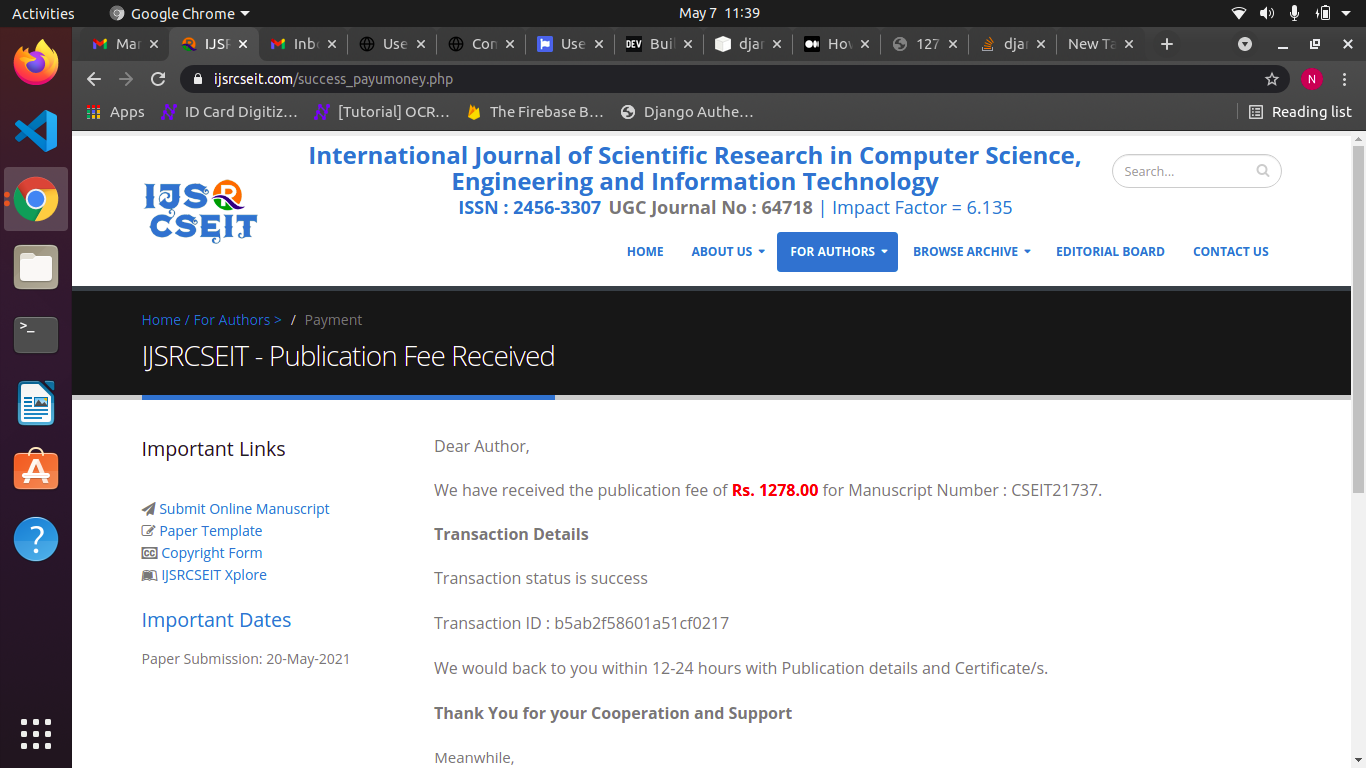 Activities
Google Chrome
May 7 11:39
Mar
IJSF
Inbo
Use
Con
Use
DEV Buil
djar
Hov
127
djar
New Ta
ijsrcseit.com/success_payumoney.php
N
Apps
ID Card Digitiz...
[Tutorial] OCR...
The Firebase B...
Django Authe...
Reading list
IJS R CSEIT
International Journal of Scientific Research in Computer Science,
Engineering and Information Technology
ISSN : 2456-3307 UGC Journal No : 64718 | Impact Factor = 6.135
Search...
HOME
ABOUT US
FOR AUTHORS
BROWSE ARCHIVE
EDITORIAL BOARD
CONTACT US
Home / For Authors > / Payment
IJSRCSEIT - Publication Fee Received
Important Links
Submit Online Manuscript
Paper Template
Copyright Form
IJSRCSEIT Xplore
Important Dates
Paper Submission: 20-May-2021
Dear Author,
We have received the publication fee of Rs. 1278.00 for Manuscript Number : CSEIT21737.
Transaction Details
Transaction status is success
Transaction ID : b5ab2f58601a51cf0217
We would back to you within 12-24 hours with Publication details and Certificate/s.
Thank You for your Cooperation and Support
Meanwhile,